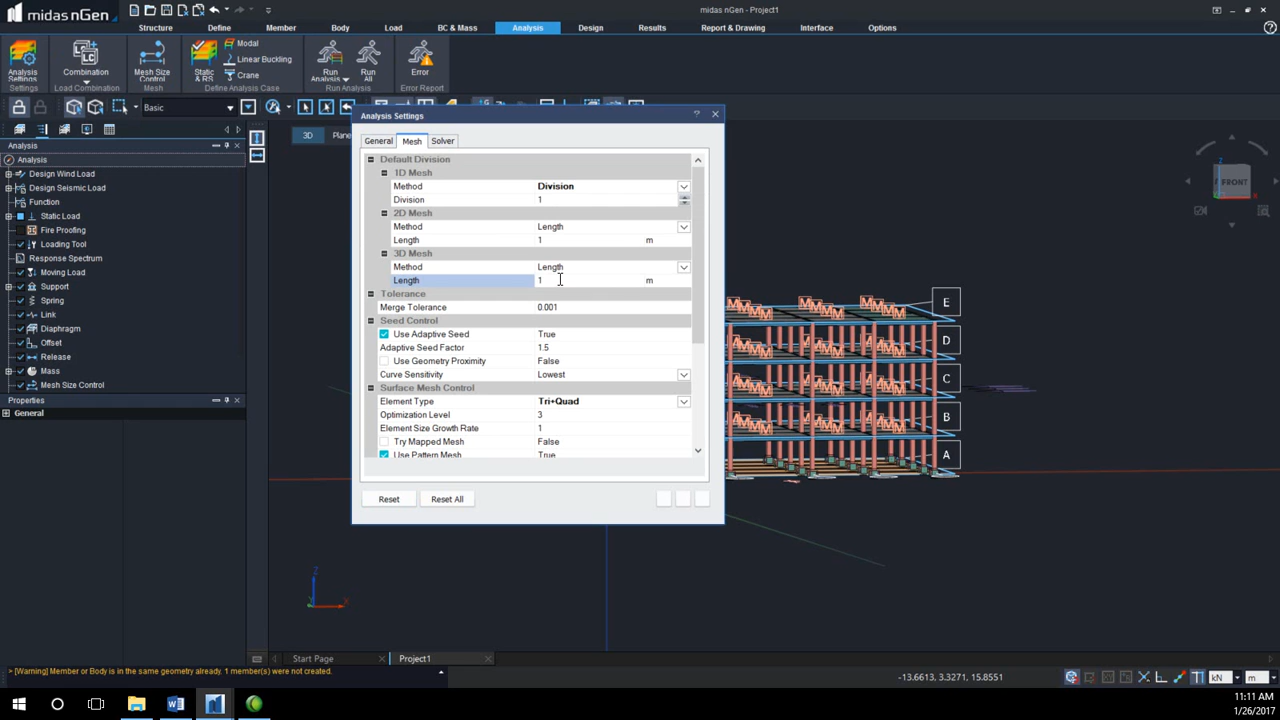 midas nGen
midas nGen - Project1
Structure Define Member Body Load BC & Mass Analysis Design Results Report & Drawing Interface Options
Analysis Settings
Combination
Mesh Size Control
Static & RS
Modal
Linear Buckling
Crane
Run Analysis
Run All
Error
Settings Load Combination Mesh Define Analysis Case Run Analysis Error Report
Basic
Analysis
Analysis
Design Wind Load
Design Seismic Load
Function
Static Load
Fire Proofing
Loading Tool
Response Spectrum
Moving Load
Support
Spring
Link
Diaphragm
Offset
Release
Mass
Mesh Size Control
Properties
General
3D Plane
Analysis Settings
General Mesh Solver
Default Division
1D Mesh
Method Division
Division 1
2D Mesh
Method Length
Length 1 m
3D Mesh
Method Length
Length 1 m
Tolerance
Merge Tolerance 0.001
Seed Control
Use Adaptive Seed True
Adaptive Seed Factor 1.5
Use Geometry Proximity False
Curve Sensitivity Lowest
Surface Mesh Control
Element Type Tri+Quad
Optimization Level 3
Element Size Growth Rate 1
Try Mapped Mesh False
Use Pattern Mesh True
Reset Reset All
FRONT
E
D
C
B
A
Z
Y X
Start Page Project1
> [Warning] Member or Body is in the same geometry already. 1 member(s) were not created.
-13.6613, 3.3271, 15.8551
kN m
11:11 AM
1/26/2017